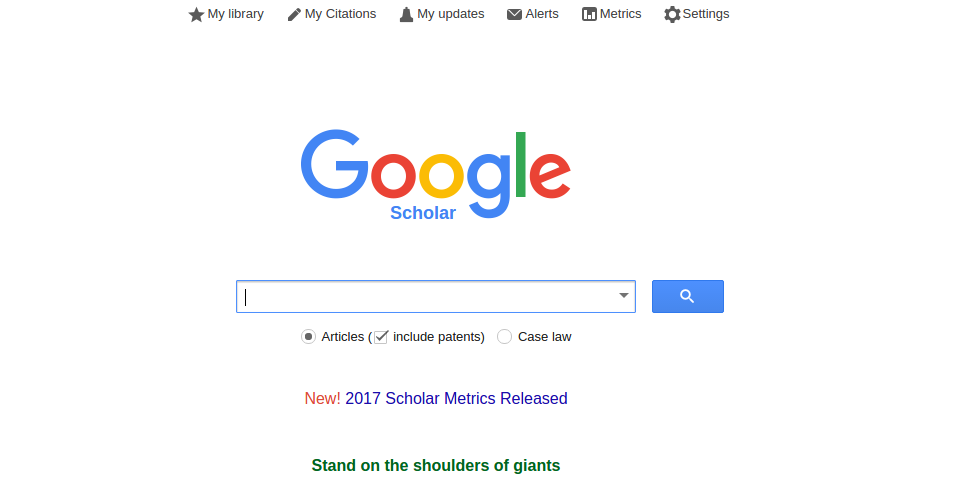 My library My Citations My updates Alerts Metrics Settings
Google
Scholar
Articles ( include patents) Case law
New! 2017 Scholar Metrics Released
Stand on the shoulders of giants